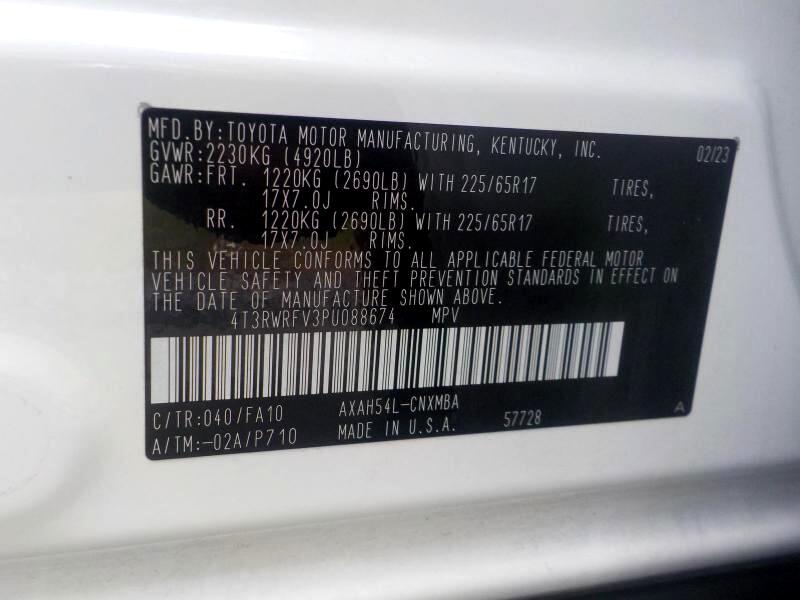 MFD.BY:TOYOTA MOTOR MANUFACTURING, KENTUCKY, INC. 02/23
GVWR:2230KG (4920LB)
GAWR:FRT. 1220KG (2690LB) WITH 225/65R17 TIRES,
17X7.0J RIMS.
RR. 1220KG (2690LB) WITH 225/65R17 TIRES,
17X7.0J RIMS.
THIS VEHICLE CONFORMS TO ALL APPLICABLE FEDERAL MOTOR
VEHICLE SAFETY AND THEFT PREVENTION STANDARDS IN EFFECT ON
THE DATE OF MANUFACTURE SHOWN ABOVE.
4T3RWRFV3PU088674 MPV
C/TR:040/FA10 AXAH54L-CNXMBA A
A/TM:-02A/P710 MADE IN U.S.A. 57728